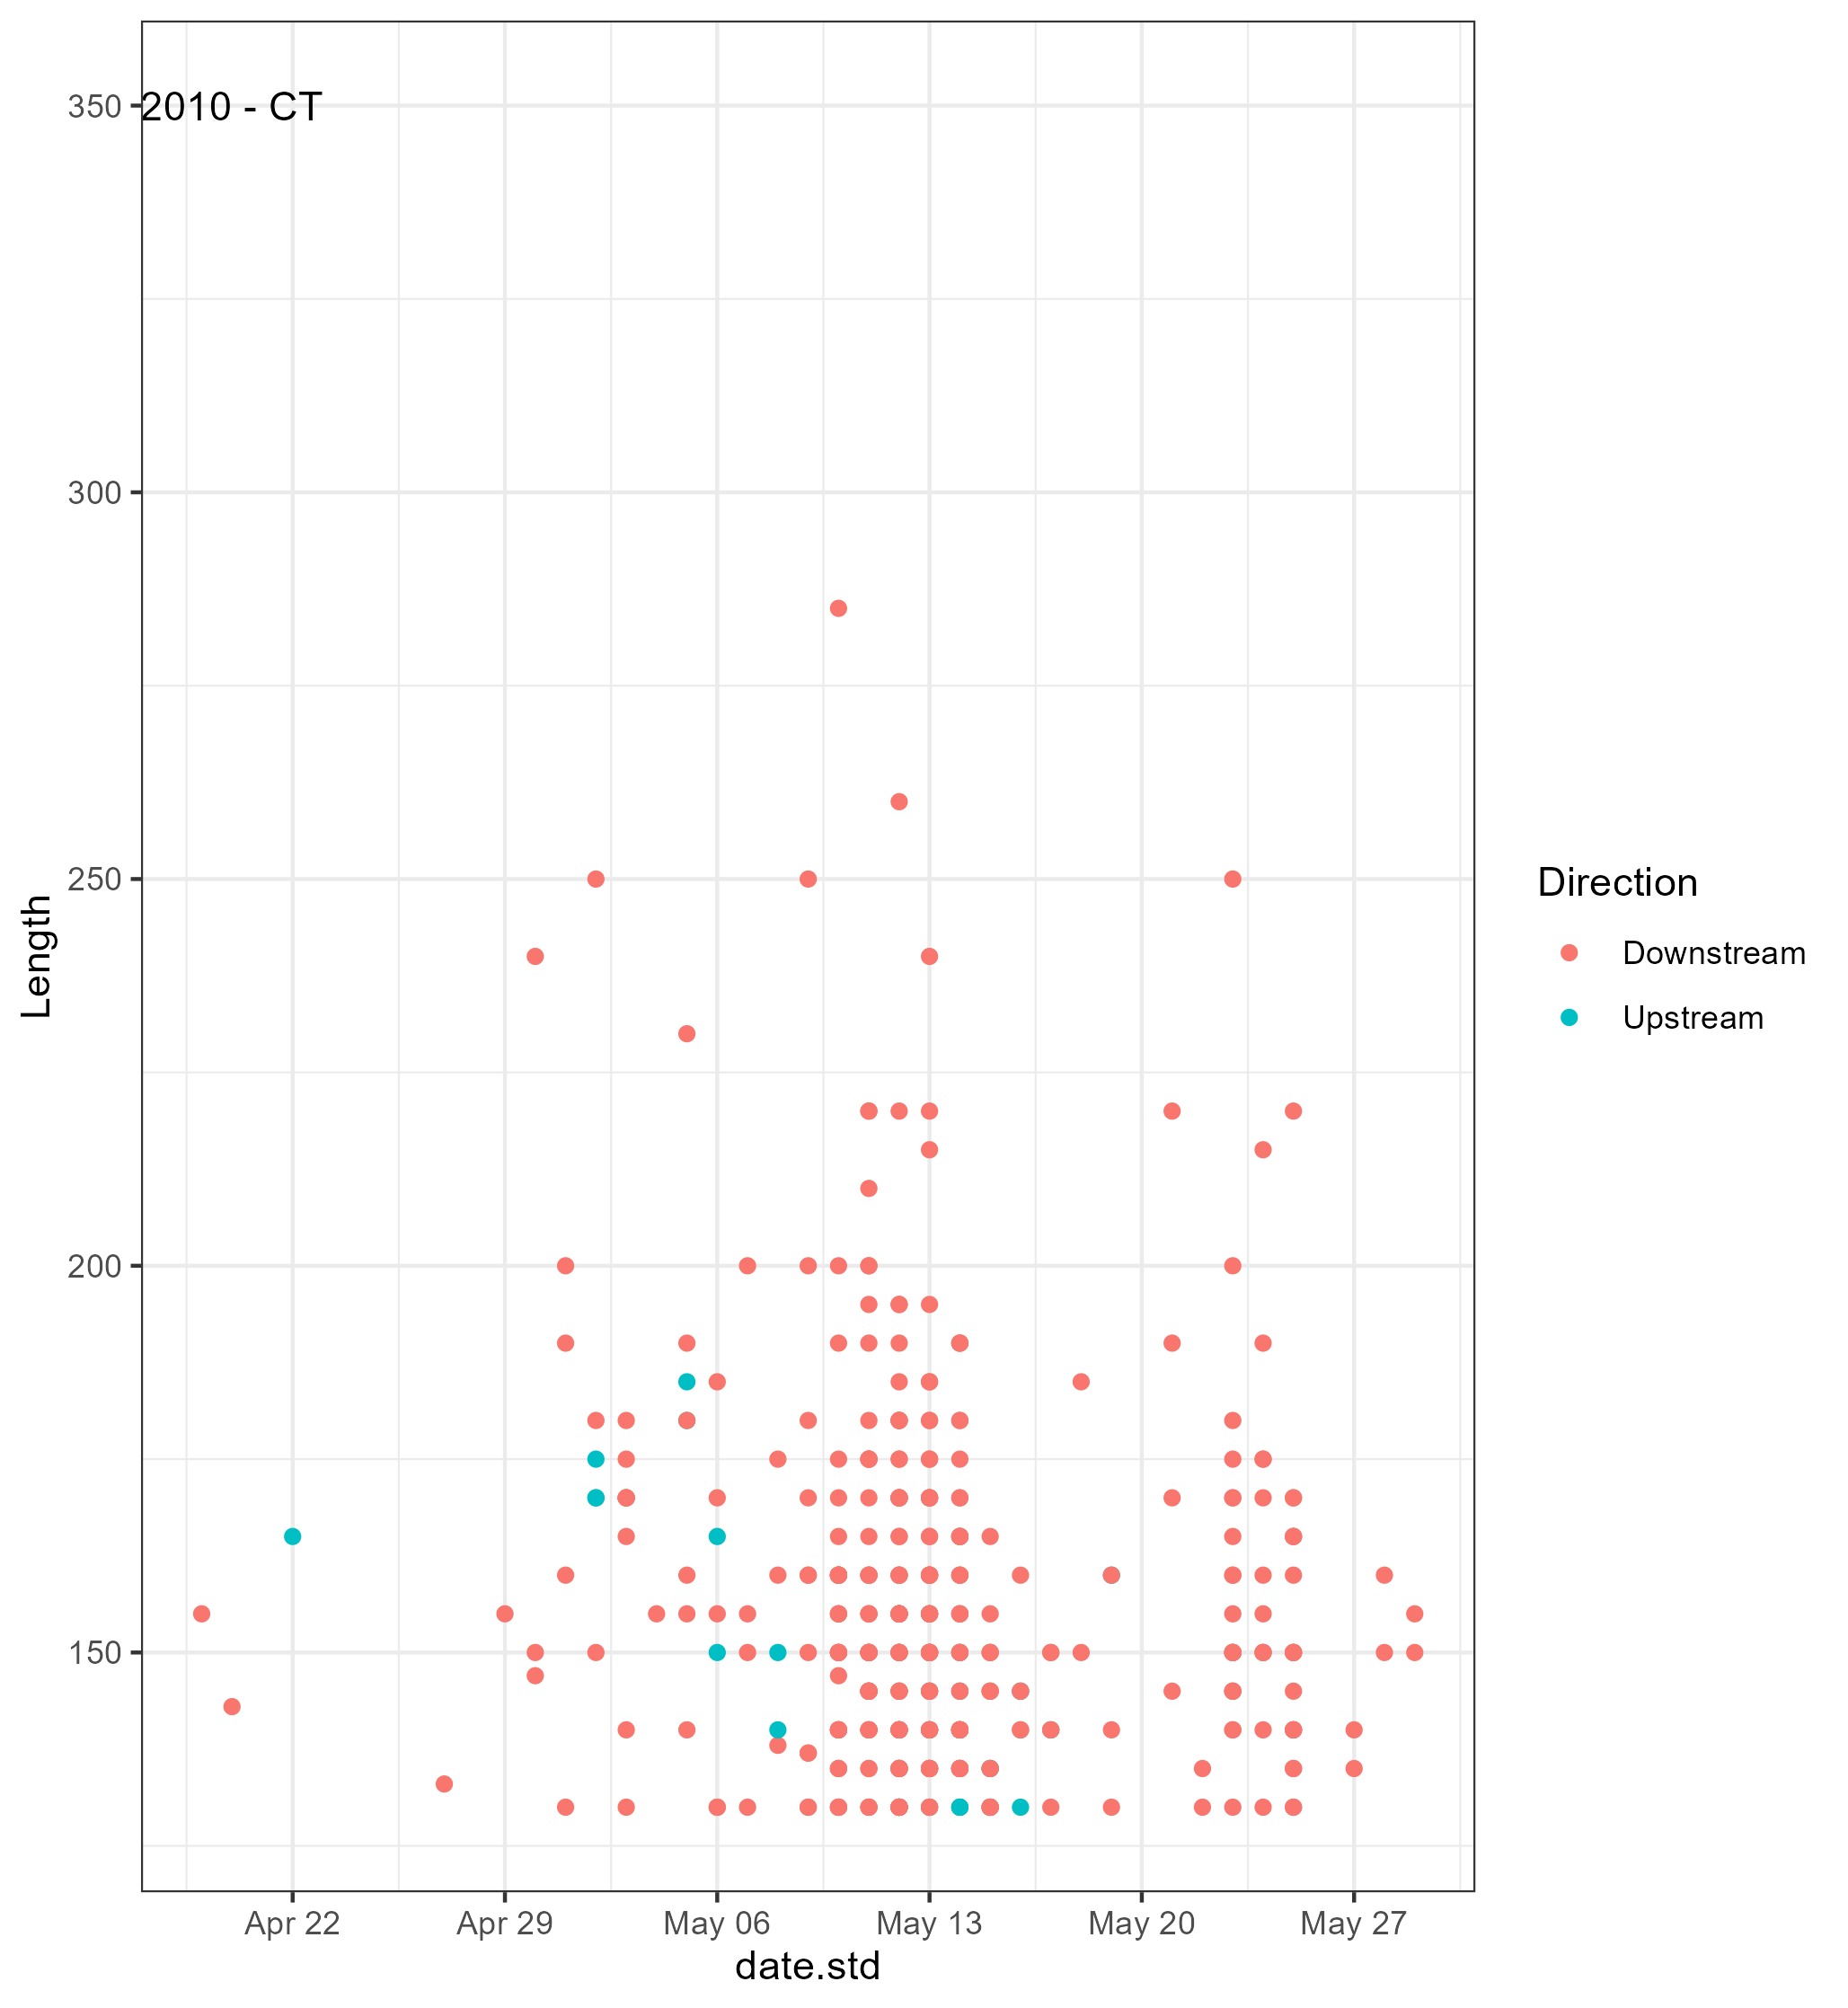 2010 - CT
350
300
250
200
150
Length
Apr 22
Apr 29
May 06
May 13
May 20
May 27
date.std
Direction
Downstream
Upstream